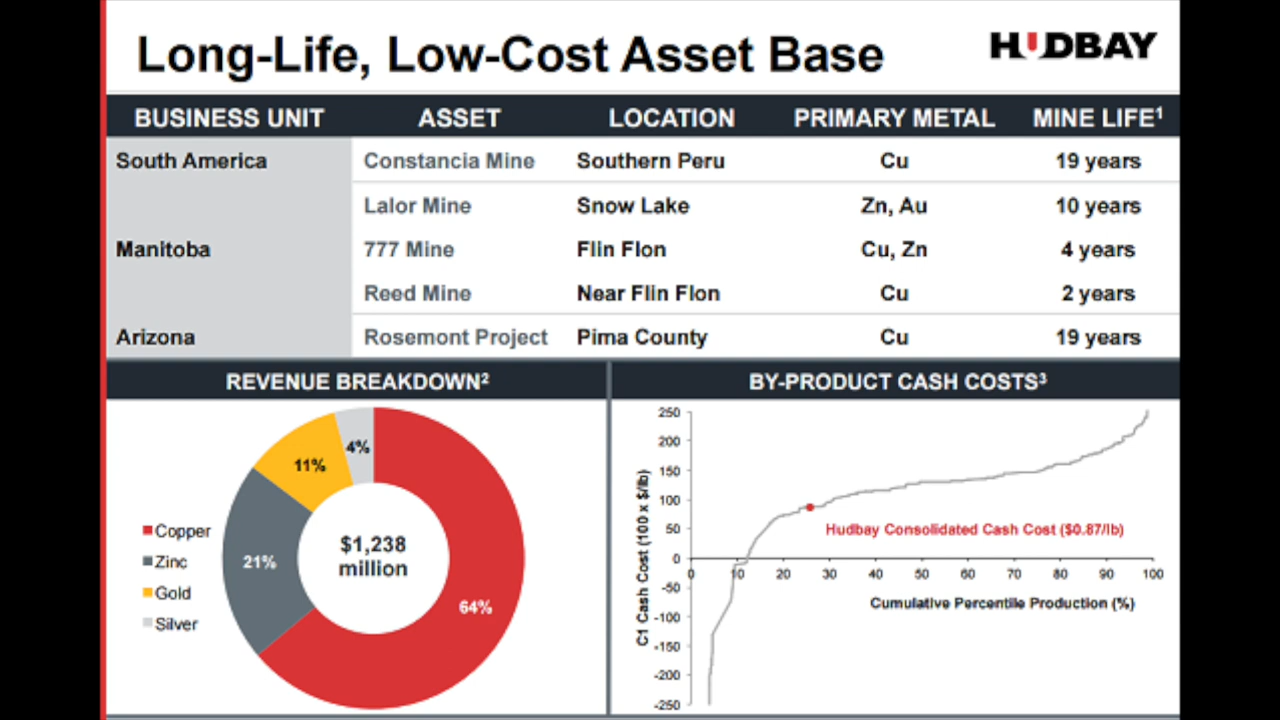 Long-Life, Low-Cost Asset Base
HUDBAY
BUSINESS UNIT ASSET LOCATION PRIMARY METAL MINE LIFE¹
South America Constancia Mine Southern Peru Cu 19 years
Lalor Mine Snow Lake Zn, Au 10 years
Manitoba 777 Mine Flin Flon Cu, Zn 4 years
Reed Mine Near Flin Flon Cu 2 years
Arizona Rosemont Project Pima County Cu 19 years
REVENUE BREAKDOWN²
4%
11%
Copper
Zinc
Gold
Silver
$1,238
million
21%
64%
BY-PRODUCT CASH COSTS³
C1 Cash Cost (100 x $/lb)
250
200
150
100
50
0
-50
-100
-150
-200
-250
Hudbay Consolidated Cash Cost ($0.87/lb)
0 10 20 30 40 50 60 70 80 90 100
Cumulative Percentile Production (%)